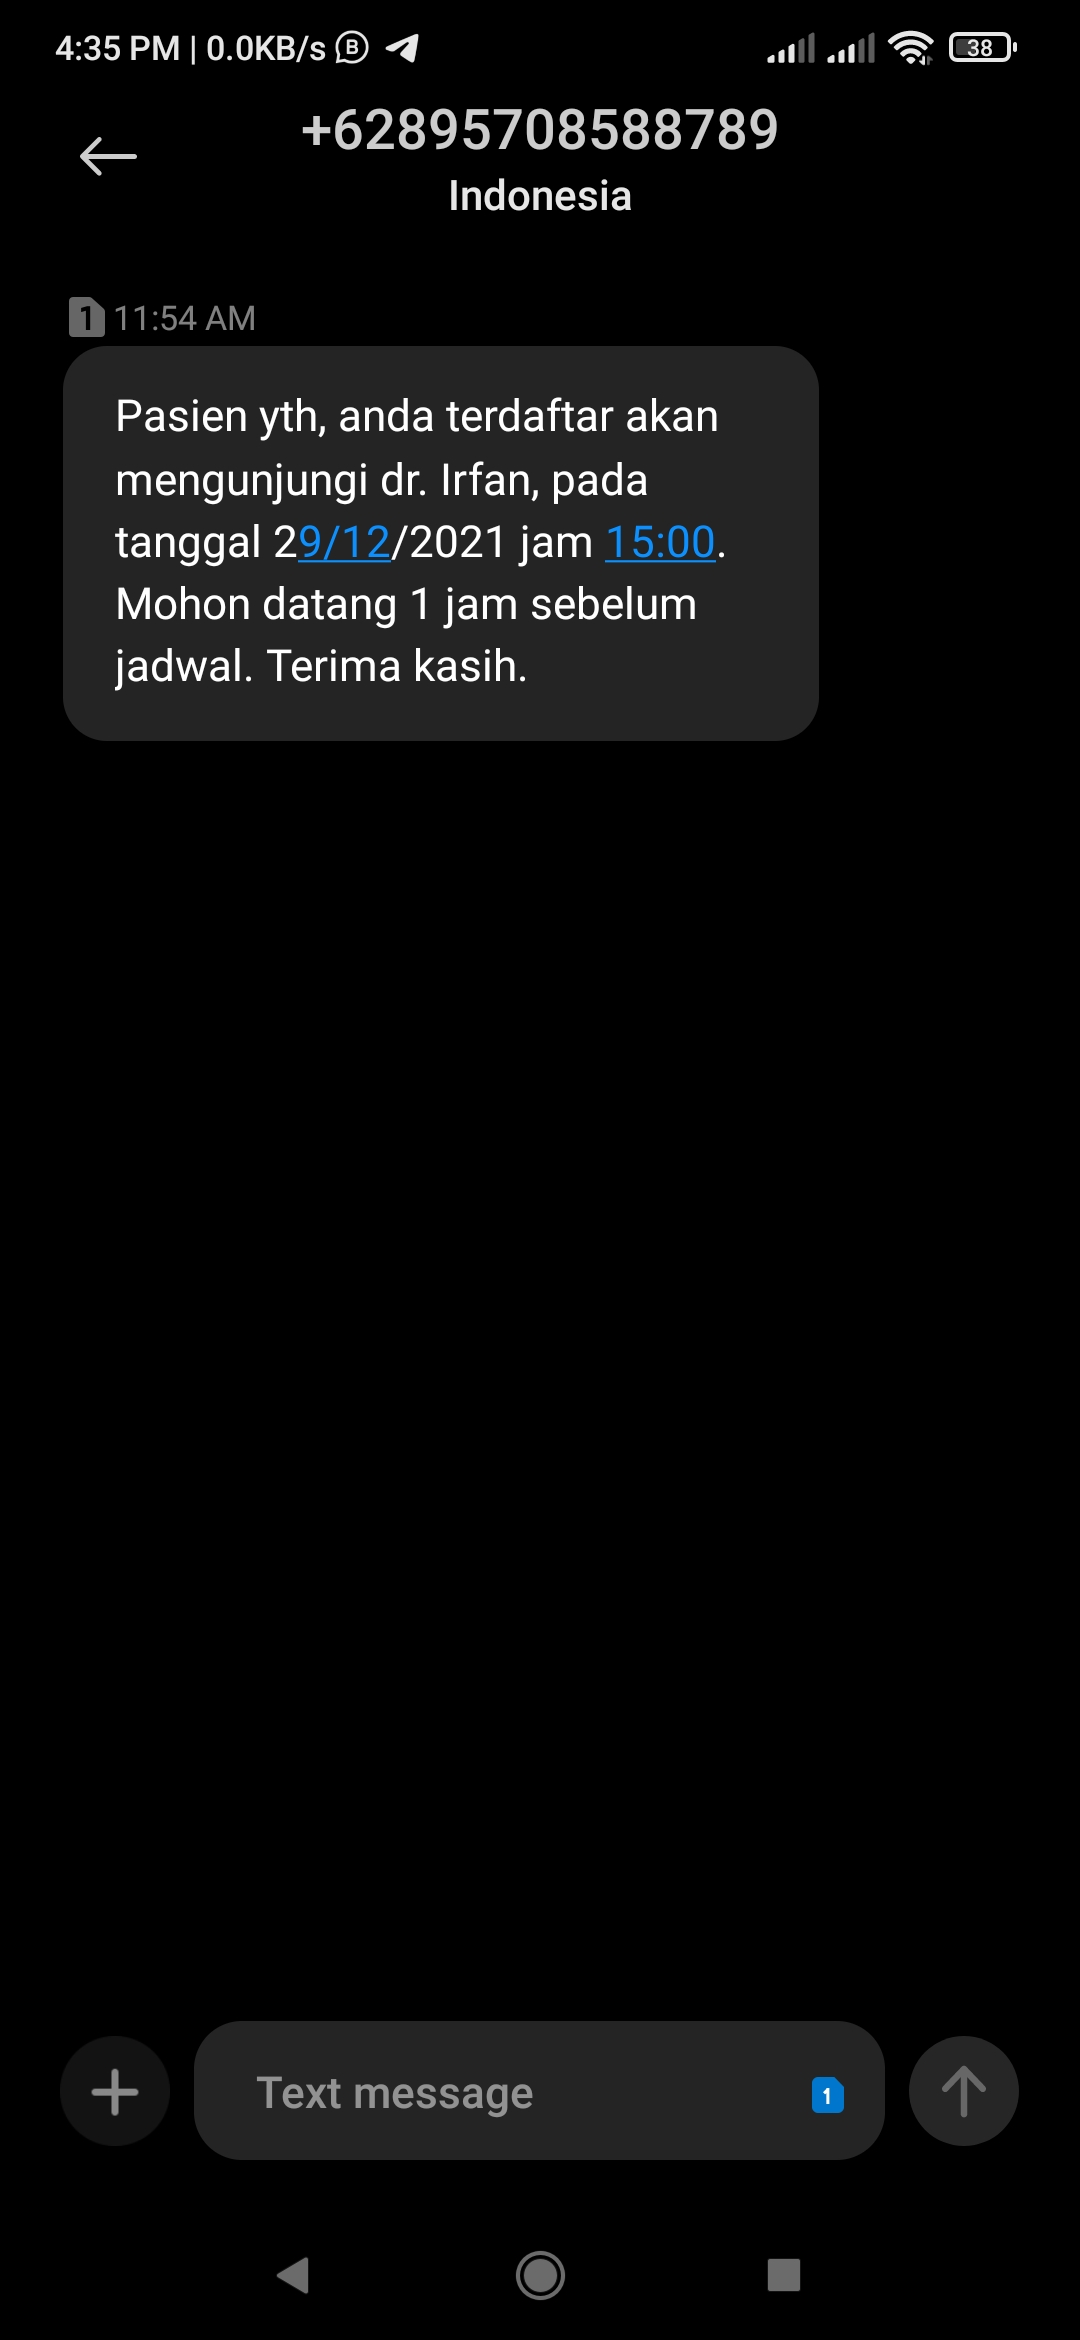 4:35 PM | 0.0KB/s
38
+62895708588789
Indonesia
1 11:54 AM
Pasien yth, anda terdaftar akan
mengunjungi dr. Irfan, pada
tanggal 29/12/2021 jam 15:00.
Mohon datang 1 jam sebelum
jadwal. Terima kasih.
Text message
1